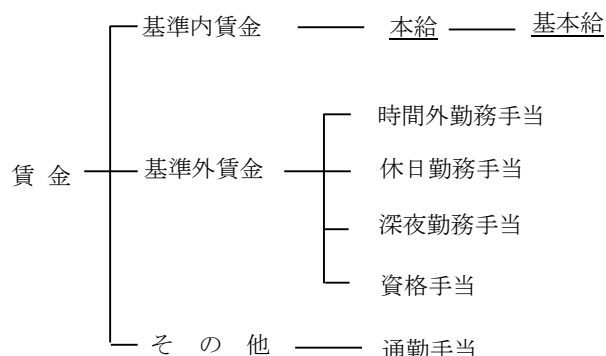 基準内賃金 本給 基本給
時間外勤務手当
賃金 基準外賃金 休日勤務手当
深夜勤務手当
資格手当
その他 通勤手当